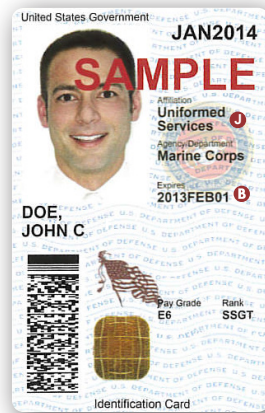 United States Government
JAN2014
SAMPLE
Affiliation
Uniformed
Services J
Agency/Department
Marine Corps
Expires
2013FEB01 B
DOE,
JOHN C
Pay Grade Rank
E6 SSGT
Identification Card